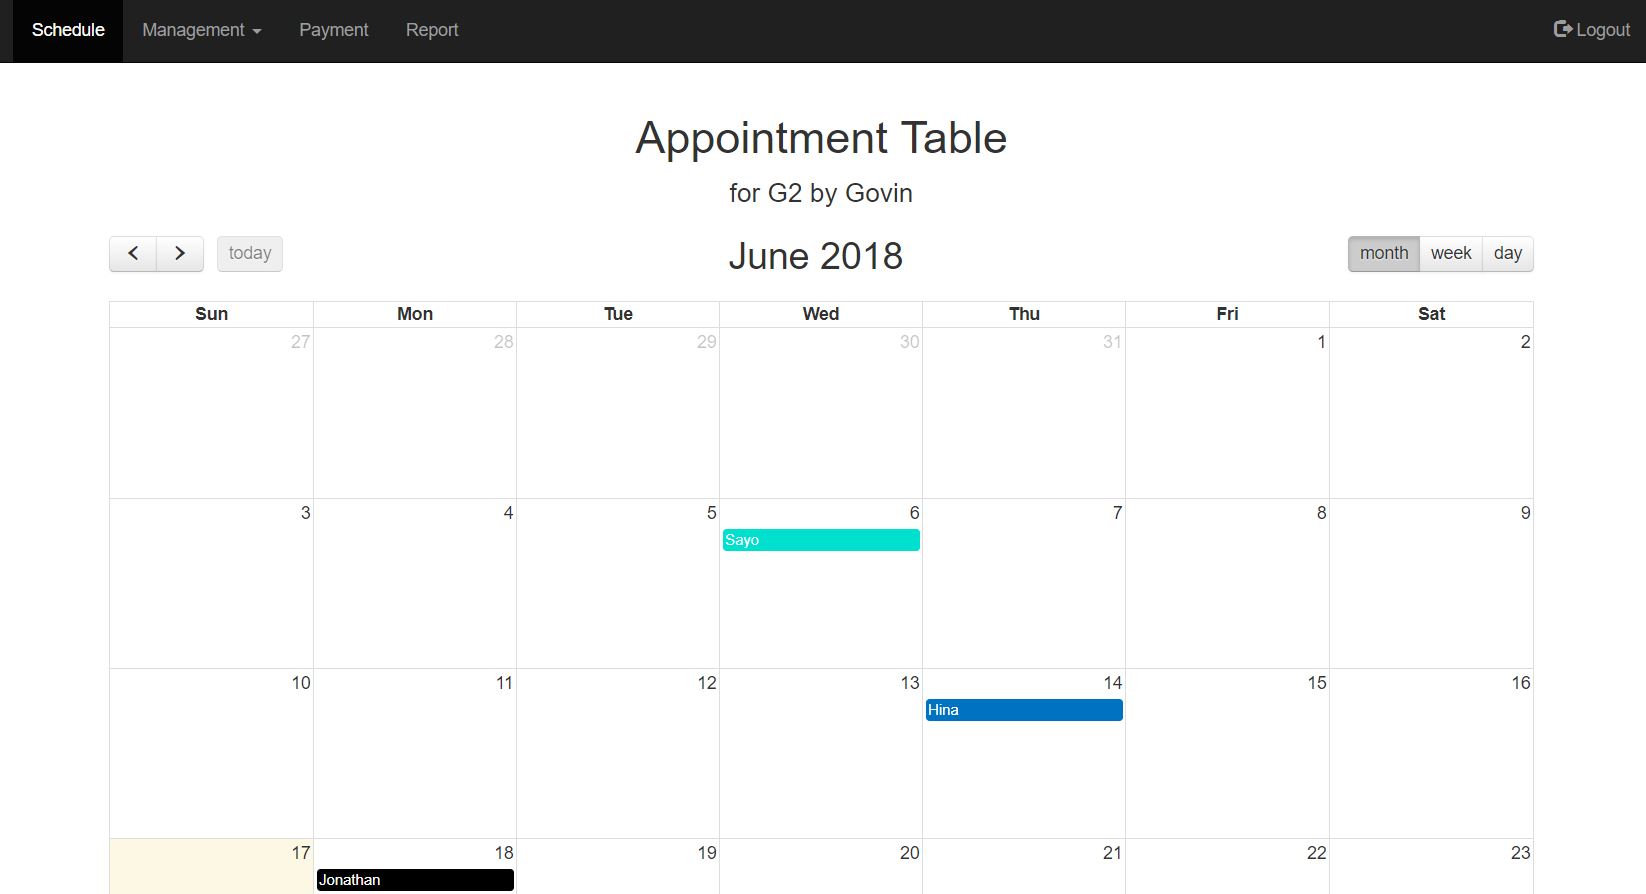 Schedule Management Payment Report Logout
Appointment Table
for G2 by Govin
today June 2018 month week day
Sun Mon Tue Wed Thu Fri Sat
27 28 29 30 31 1 2
3 4 5 6 7 8 9
Sayo
10 11 12 13 14 15 16
Hina
17 18 19 20 21 22 23
Jonathan